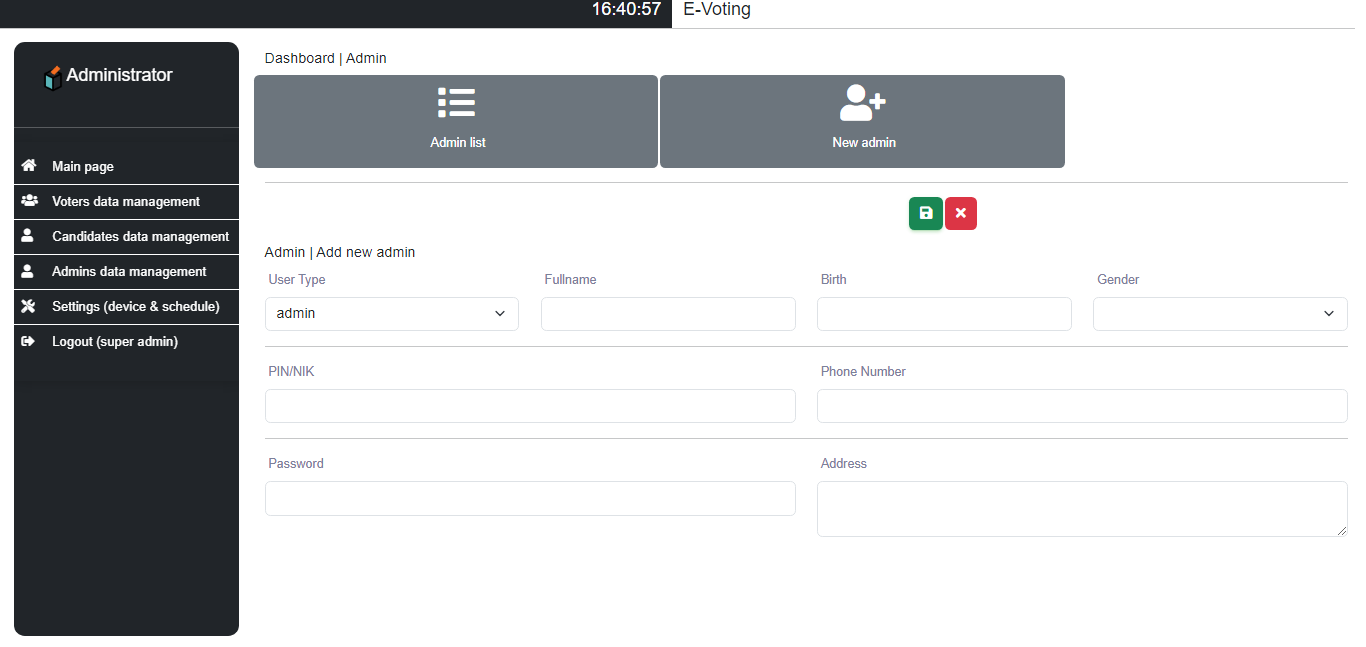 16:40:57 E-Voting
Administrator
Main page
Voters data management
Candidates data management
Admins data management
Settings (device & schedule)
Logout (super admin)
Dashboard | Admin
Admin list
New admin
Admin | Add new admin
User Type
Fullname
Birth
Gender
admin
PIN/NIK
Phone Number
Password
Address